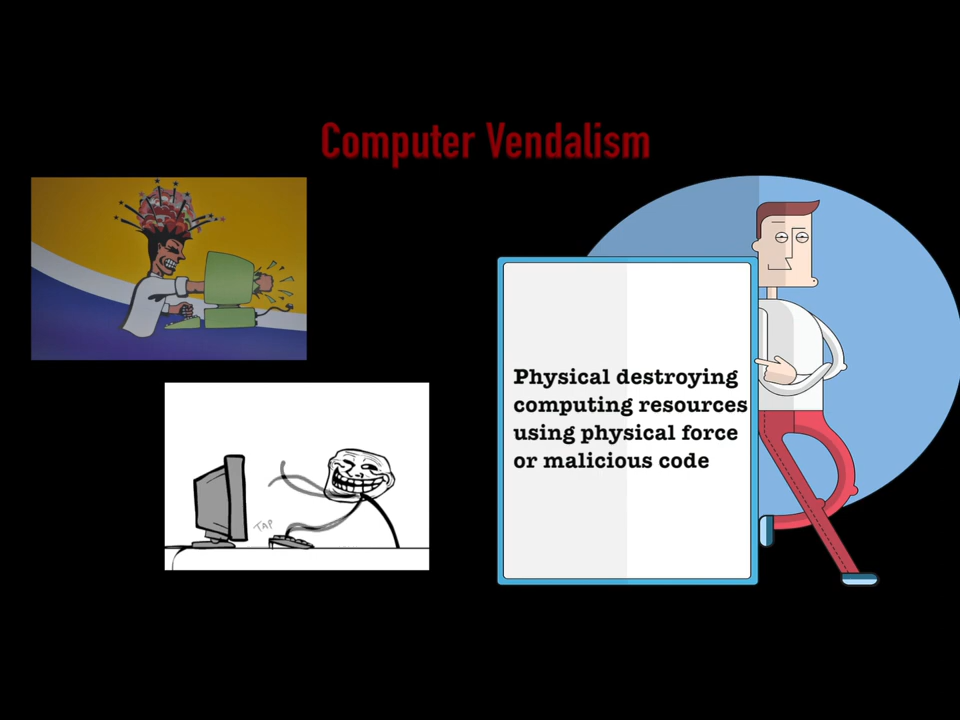 Computer Vendalism
Physical destroying
computing resources
using physical force
or malicious code
TAP